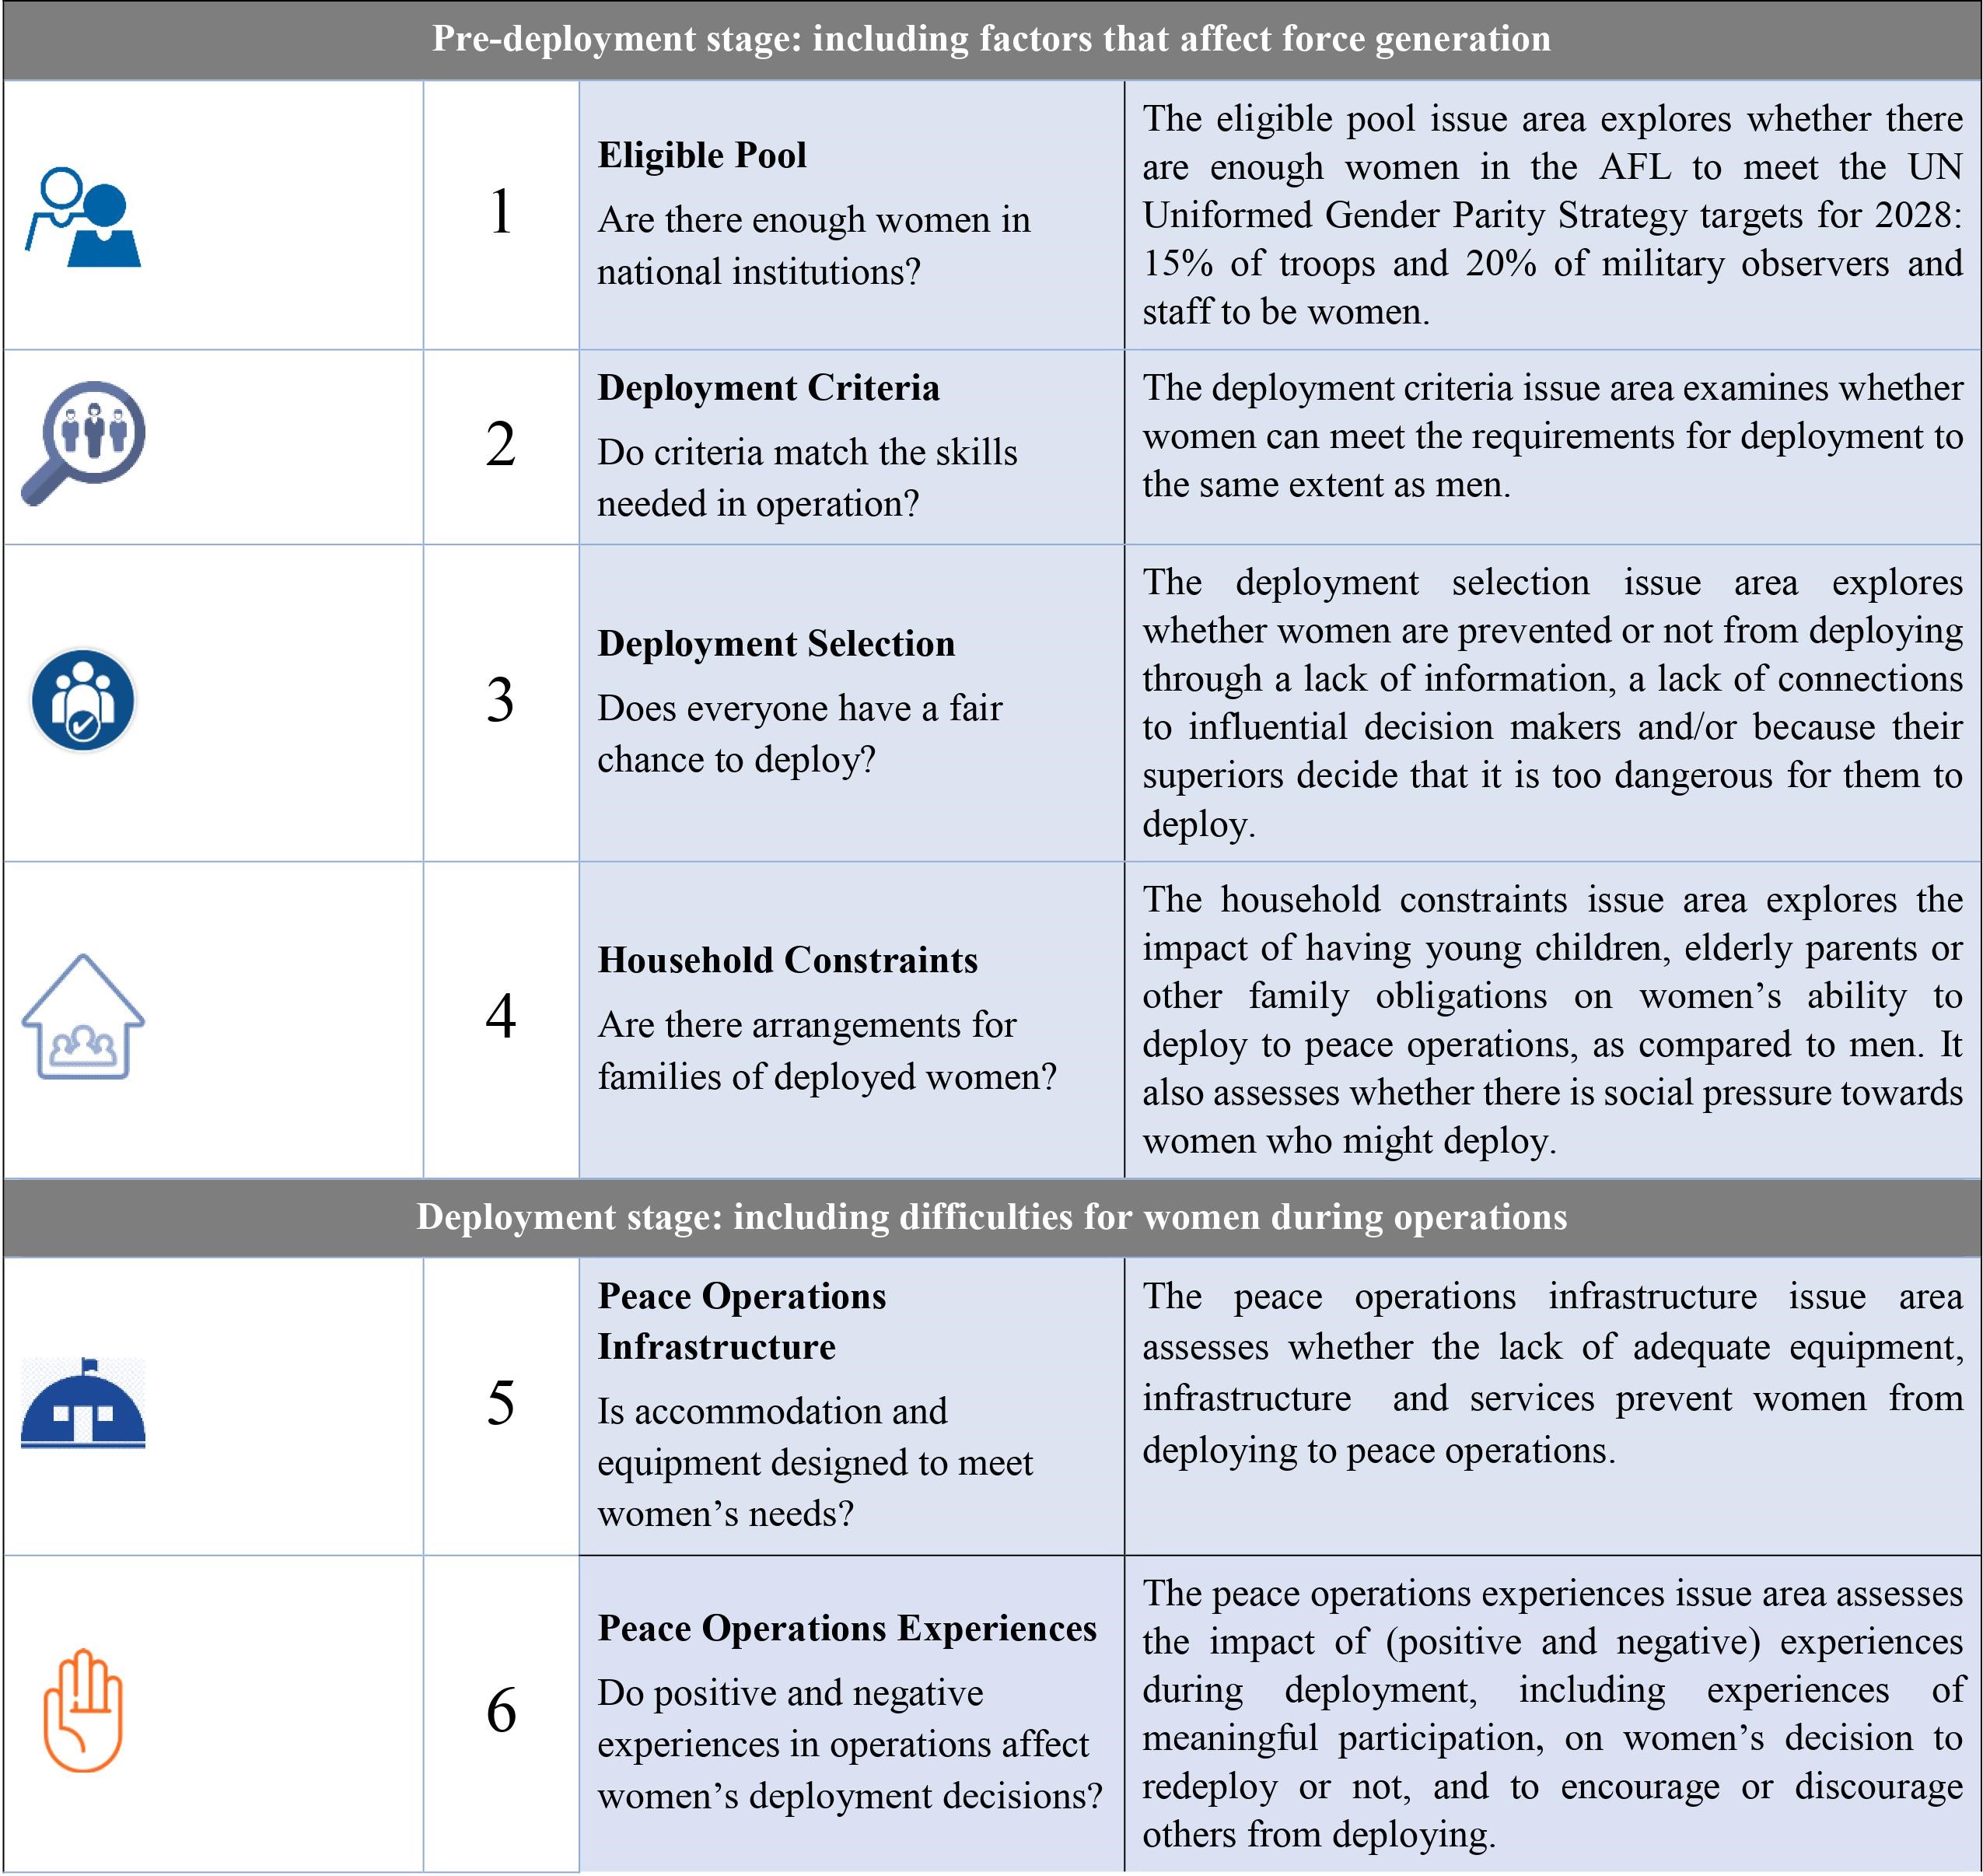 Pre-deployment stage: including factors that affect force generation
1
Eligible Pool
Are there enough women in
national institutions?
The eligible pool issue area explores whether there
are enough women in the AFL to meet the UN
Uniformed Gender Parity Strategy targets for 2028:
15% of troops and 20% of military observers and
staff to be women.
2
Deployment Criteria
Do criteria match the skills
needed in operation?
The deployment criteria issue area examines whether
women can meet the requirements for deployment to
the same extent as men.
3
Deployment Selection
Does everyone have a fair
chance to deploy?
The deployment selection issue area explores
whether women are prevented or not from deploying
through a lack of information, a lack of connections
to influential decision makers and/or because their
superiors decide that it is too dangerous for them to
deploy.
4
Household Constraints
Are there arrangements for
families of deployed women?
The household constraints issue area explores the
impact of having young children, elderly parents or
other family obligations on women’s ability to
deploy to peace operations, as compared to men. It
also assesses whether there is social pressure towards
women who might deploy.
Deployment stage: including difficulties for women during operations
5
Peace Operations
Infrastructure
Is accommodation and
equipment designed to meet
women’s needs?
The peace operations infrastructure issue area
assesses whether the lack of adequate equipment,
infrastructure and services prevent women from
deploying to peace operations.
6
Peace Operations Experiences
Do positive and negative
experiences in operations affect
women’s deployment decisions?
The peace operations experiences issue area assesses
the impact of (positive and negative) experiences
during deployment, including experiences of
meaningful participation, on women’s decision to
redeploy or not, and to encourage or discourage
others from deploying.